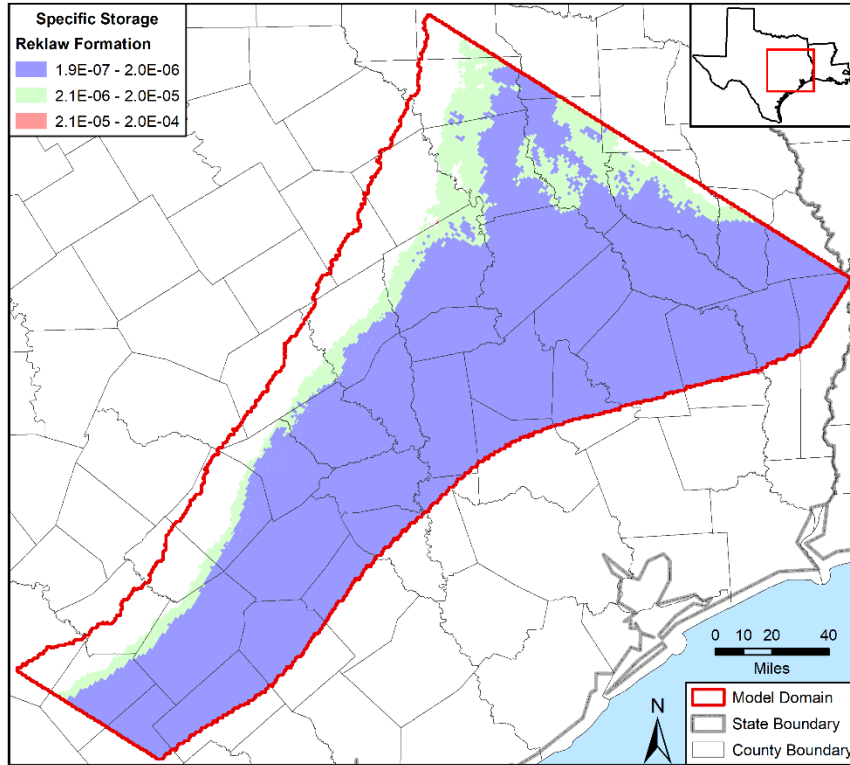 Specific Storage
Reklaw Formation
1.9E-07 - 2.0E-06
2.1E-06 - 2.0E-05
2.1E-05 - 2.0E-04
0 10 20 40
Miles
N
Model Domain
State Boundary
County Boundary